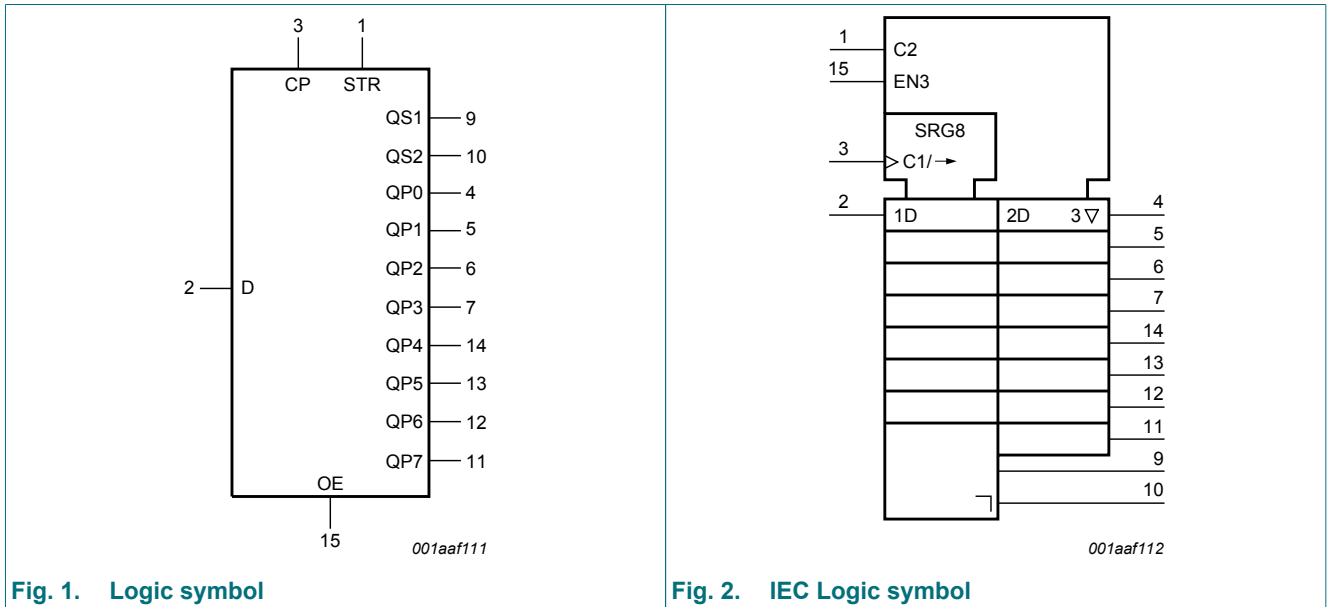 3 1
CP STR
QS1 9
QS2 10
QP0 4
QP1 5
QP2 6
QP3 7
2 D
QP4 14
QP5 13
QP6 12
QP7 11
OE
15
001aaf111
Fig. 1. Logic symbol
1 C2
15 EN3
SRG8
3 C1/→
2 1D 2D 3▽ 4
5
6
7
14
13
12
11
9
10
001aaf112
Fig. 2. IEC Logic symbol